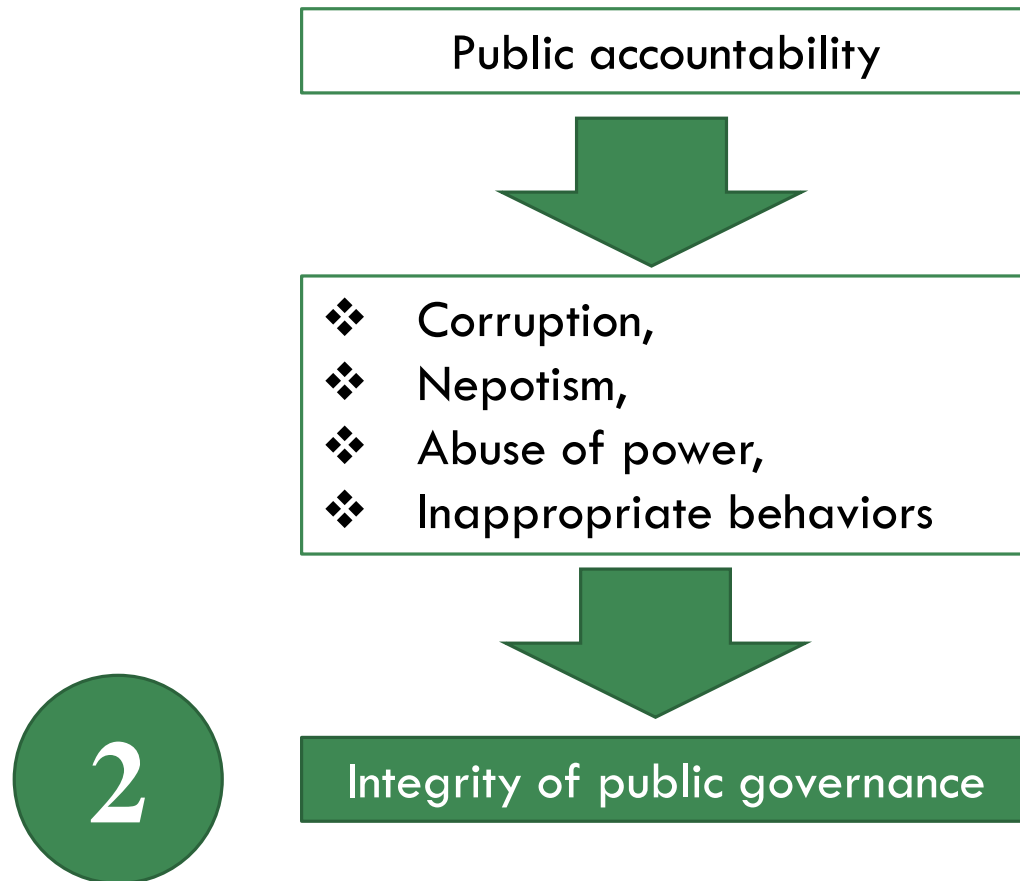 Public accountability
❖ Corruption,
❖ Nepotism,
❖ Abuse of power,
❖ Inappropriate behaviors
2
Integrity of public governance